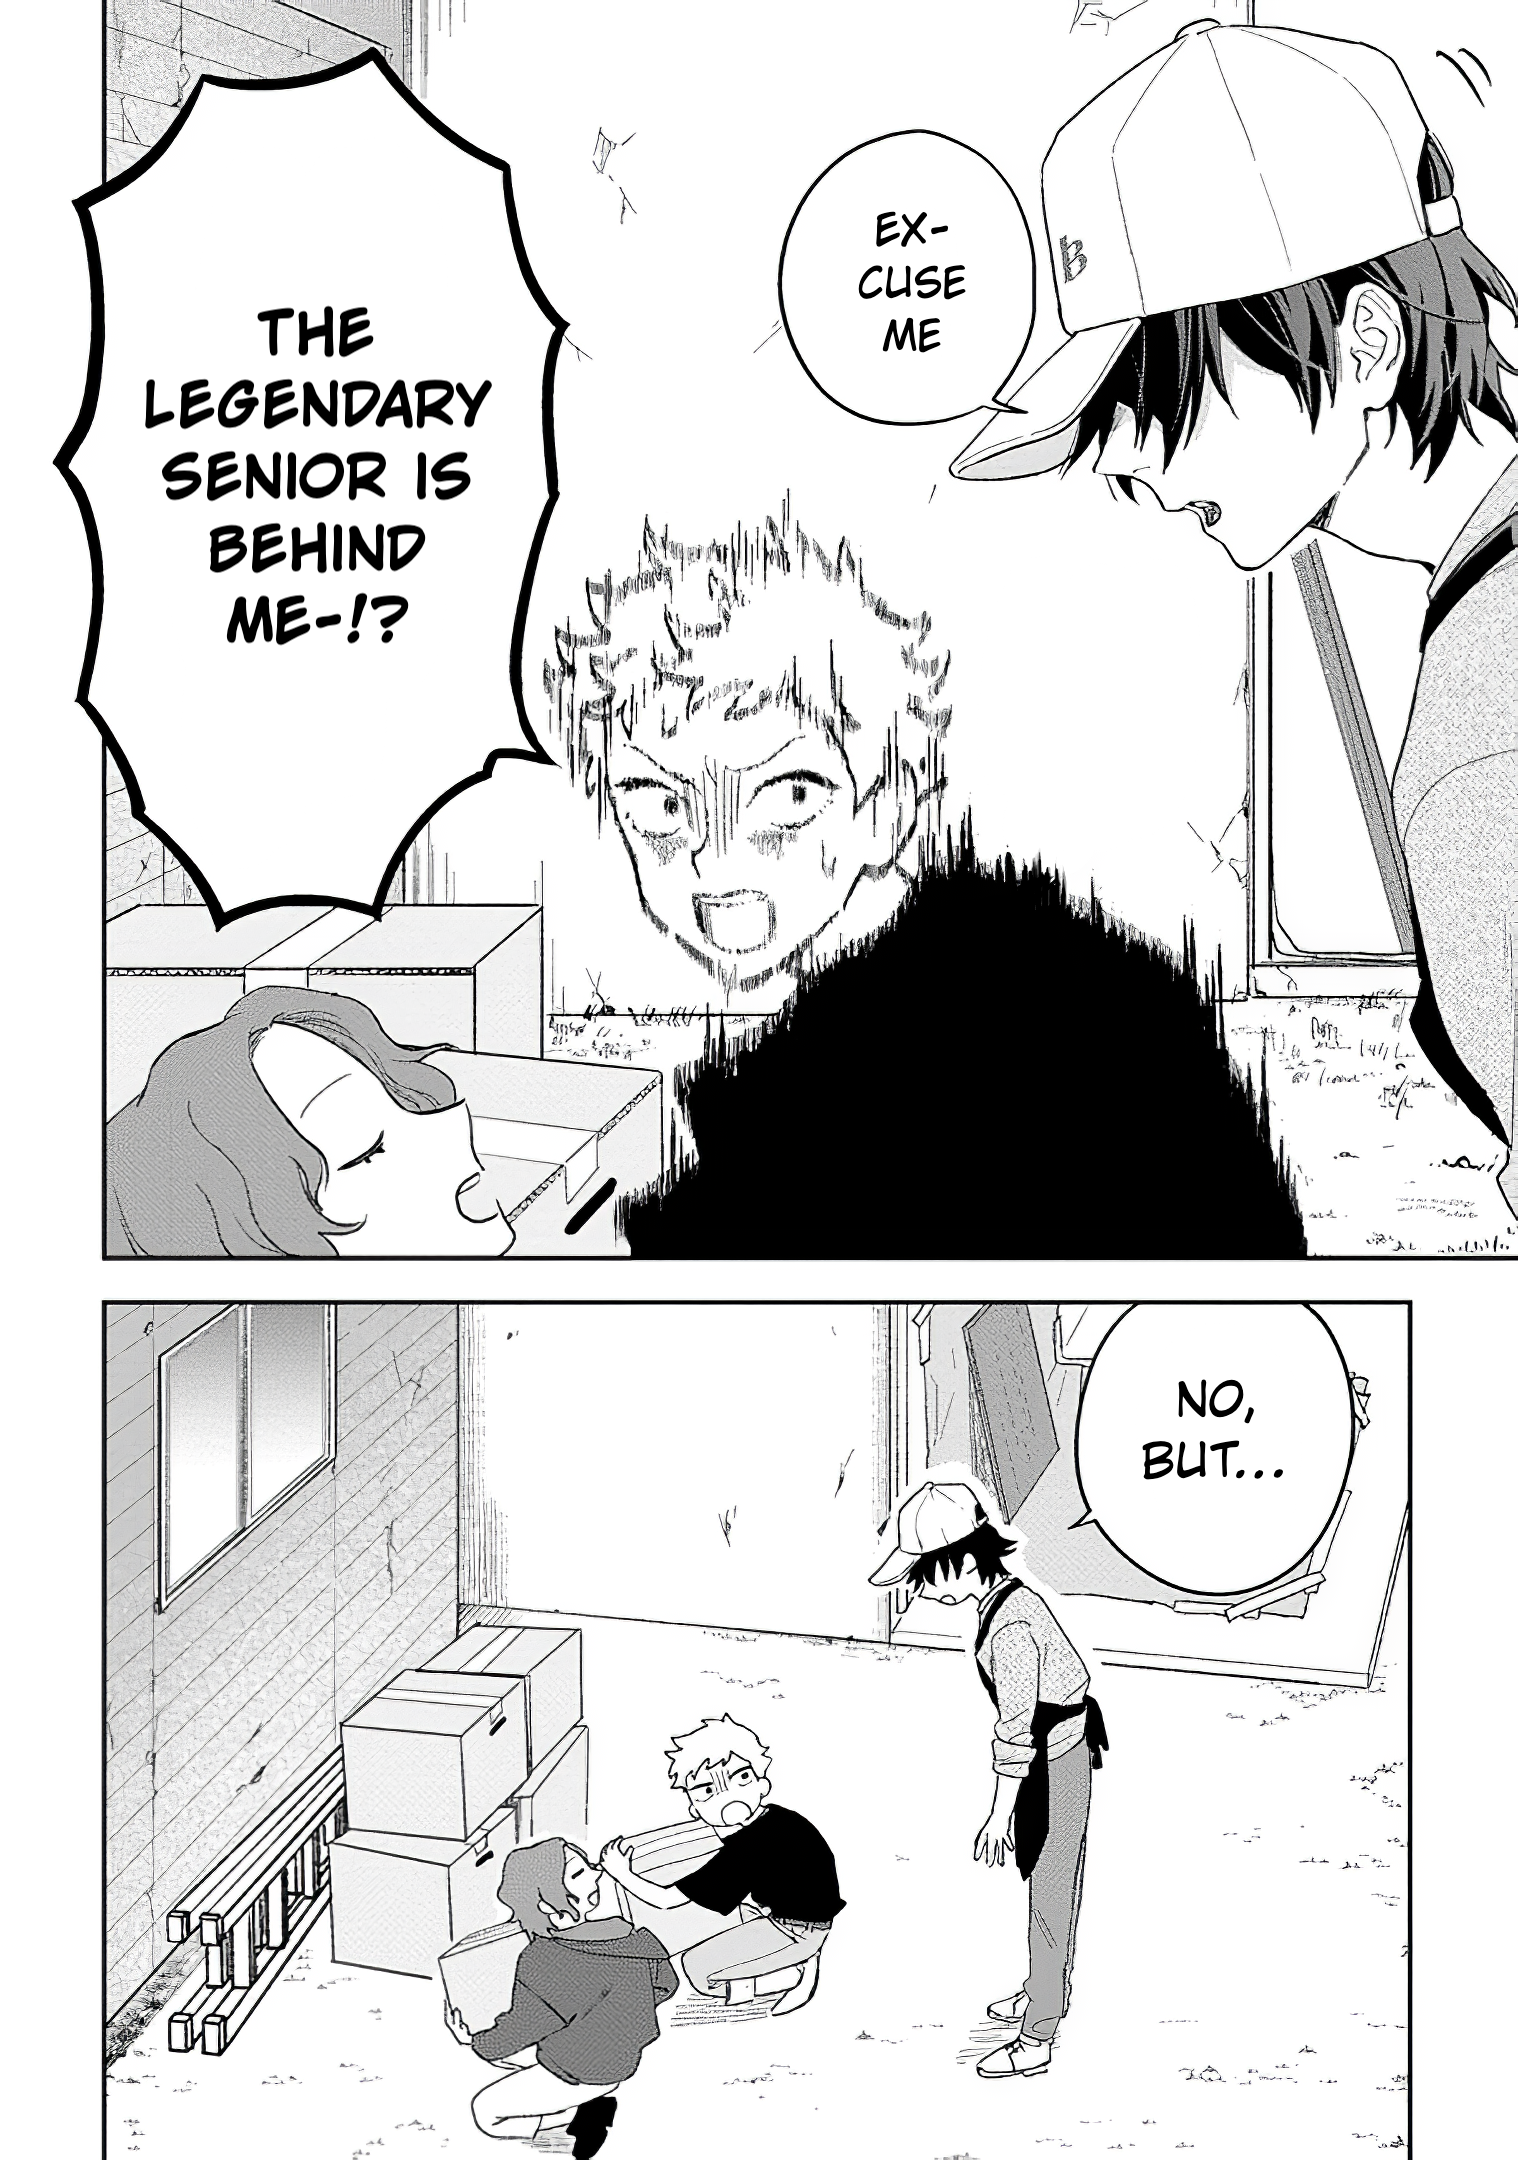 EX-
CUSE
ME
B
THE
LEGENDARY
SENIOR IS
BEHIND
ME-!?
NO,
BUT...